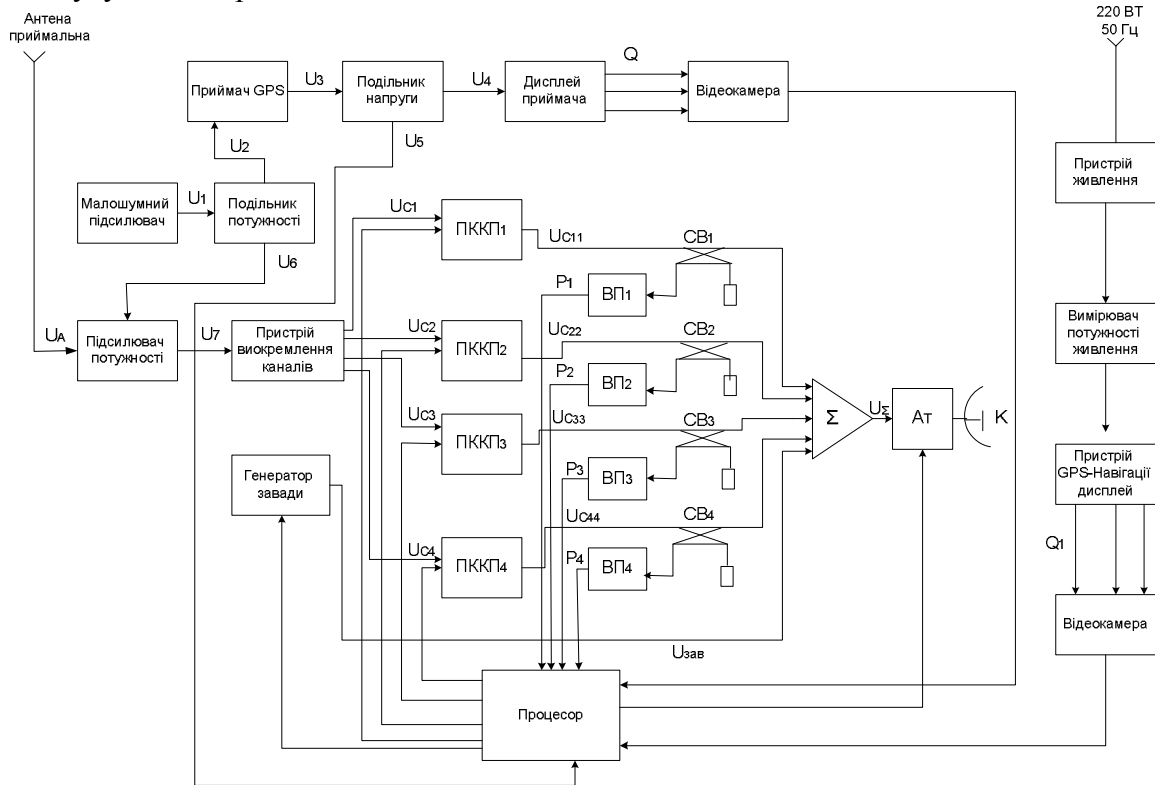 Антена
приймальна
220 ВТ
50 Гц
Приймач GPS
U3
Подільник
напруги
U4
Дисплей
приймача
Q
Відеокамера
U2
U5
Пристрій
живлення
Малошумний
підсилювач
U1
Подільник
потужності
U6
UC1
ПККП1
UC11
СВ1
P1
ВП1
UA
Підсилювач
потужності
U7
Пристрій
виокремлення
каналів
UC2
ПККП2
UC22
СВ2
P2
ВП2
Вимірювач
потужності
живлення
UC3
ПККП3
UC33
СВ3
P3
ВП3
Σ
UΣ
Ат
K
Генератор
завади
UC4
ПККП4
UC44
СВ4
P4
ВП4
Пристрій
GPS-Навігації
дисплей
Q1
Відеокамера
Uзав
Процесор